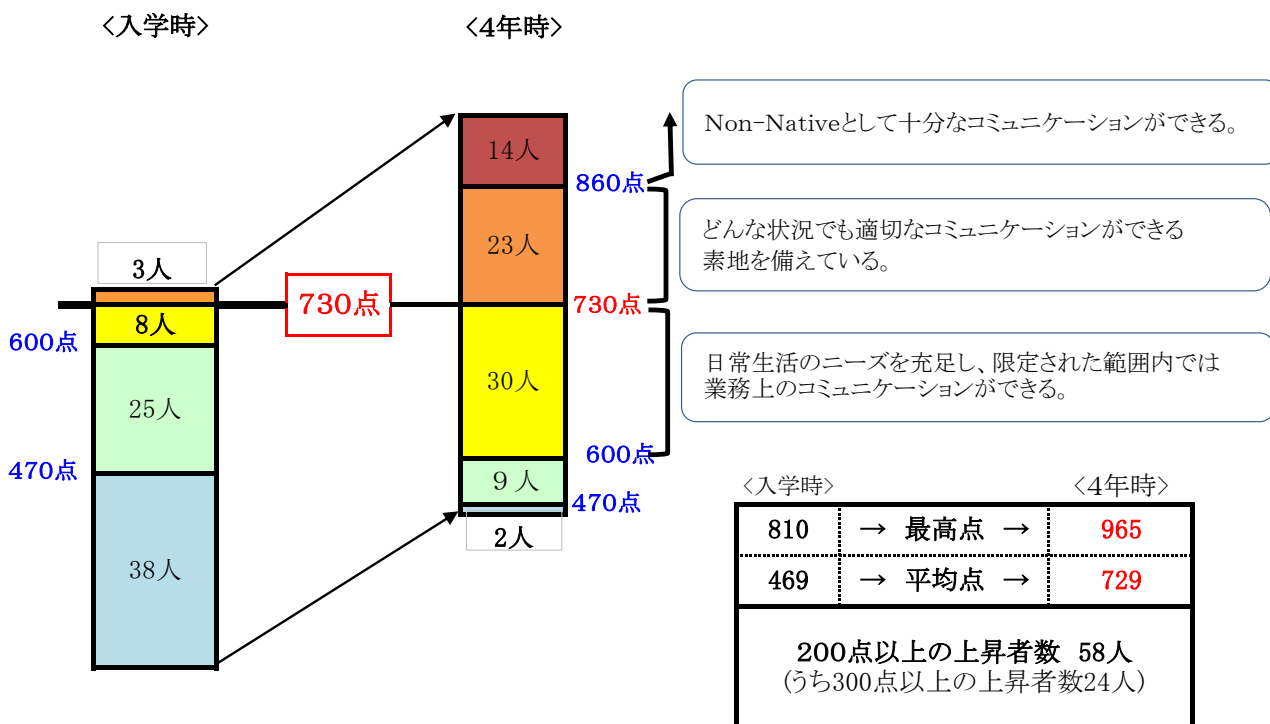 <入学時>
<4年時>
3人
8人
600点
25人
470点
38人
730点
14人
860点
23人
730点
30人
600点
9人
470点
2人
Non-Nativeとして十分なコミュニケーションができる。
どんな状況でも適切なコミュニケーションができる
素地を備えている。
日常生活のニーズを充足し、限定された範囲内では
業務上のコミュニケーションができる。
<入学時> <4年時>
810 → 最高点 → 965
469 → 平均点 → 729
200点以上の上昇者数 58人
(うち300点以上の上昇者数24人)